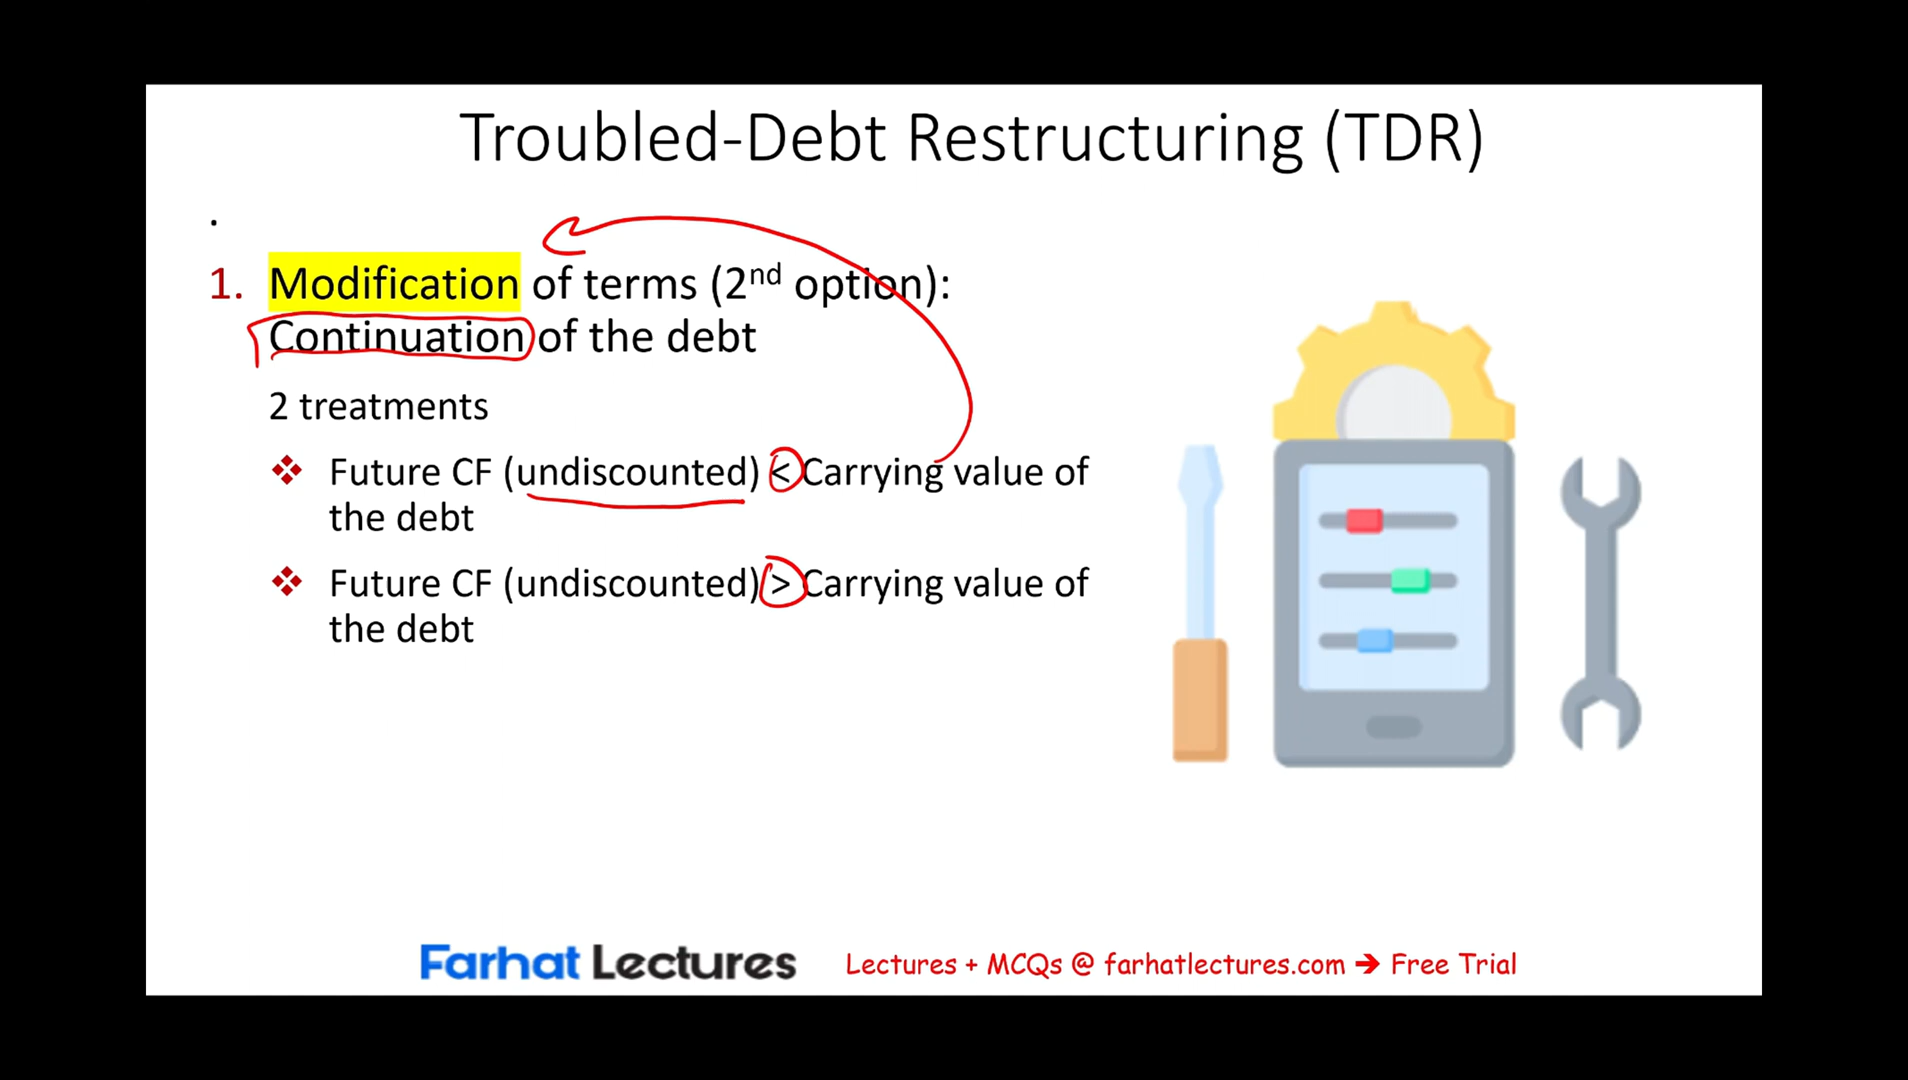 Troubled-Debt Restructuring (TDR)
.
1. Modification of terms (2nd option):
Continuation of the debt
2 treatments
❖ Future CF (undiscounted) < Carrying value of
the debt
❖ Future CF (undiscounted) > Carrying value of
the debt
Farhat Lectures
Lectures + MCQs @ farhatlectures.com ➔ Free Trial